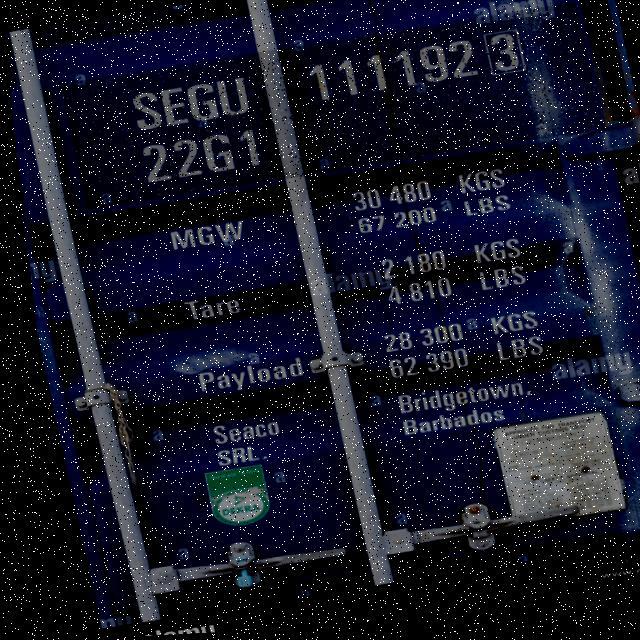 SEGU 111192 3
22G1
MGW 30 480 KGS
67 200 LBS
Tare 2 180 KGS
4 810 LBS
Payload 28 300 KGS
62 390 LBS
Seaco Bridgetown
SRL Barbados
alamy